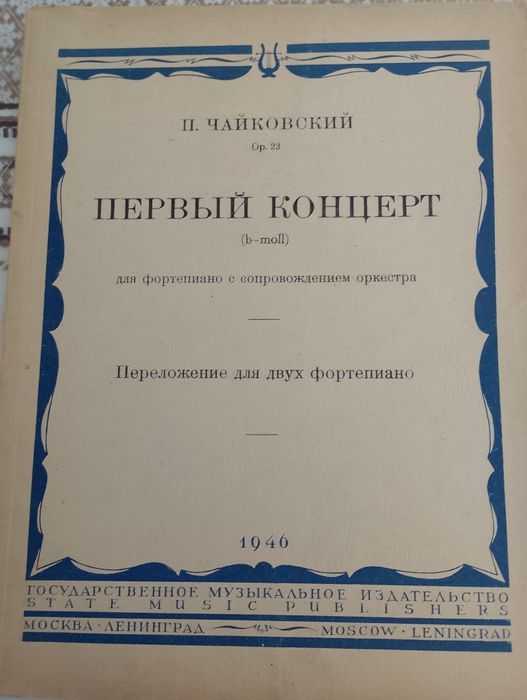 П. ЧАЙКОВСКИЙ
Op. 23
ПЕРВЫЙ КОНЦЕРТ
(b-moll)
для фортепиано с сопровождением оркестра
Переложение для двух фортепиано
1946
ГОСУДАРСТВЕННОЕ МУЗЫКАЛЬНОЕ ИЗДАТЕЛЬСТВО
STATE MUSIC PUBLISHERS
МОСКВА · ЛЕНИНГРАД MOSCOW · LENINGRAD